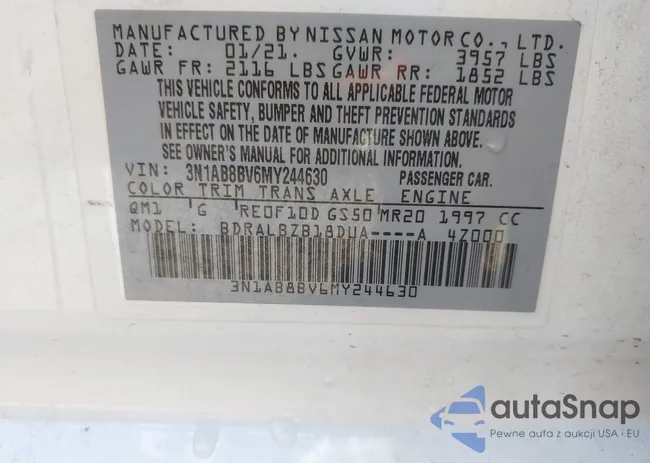 MANUFACTURED BY NISSAN MOTOR CO., LTD.
DATE: 01/21. GVWR: 3957 LBS
GAWR FR: 2116 LBS GAWR RR: 1852 LBS
THIS VEHICLE CONFORMS TO ALL APPLICABLE FEDERAL MOTOR
VEHICLE SAFETY, BUMPER AND THEFT PREVENTION STANDARDS
IN EFFECT ON THE DATE OF MANUFACTURE SHOWN ABOVE.
SEE OWNER'S MANUAL FOR ADDITIONAL INFORMATION.
VIN: 3N1AB8BV6MY244630 PASSENGER CAR.
COLOR TRIM TRANS AXLE ENGINE
QM1 G RE0F10D GS50 MR20 1997 CC
MODEL: BDRALBZB18DUA----A 4Z000
3N1AB8BV6MY244630
autaSnap
Pewne auta z aukcji USA i EU